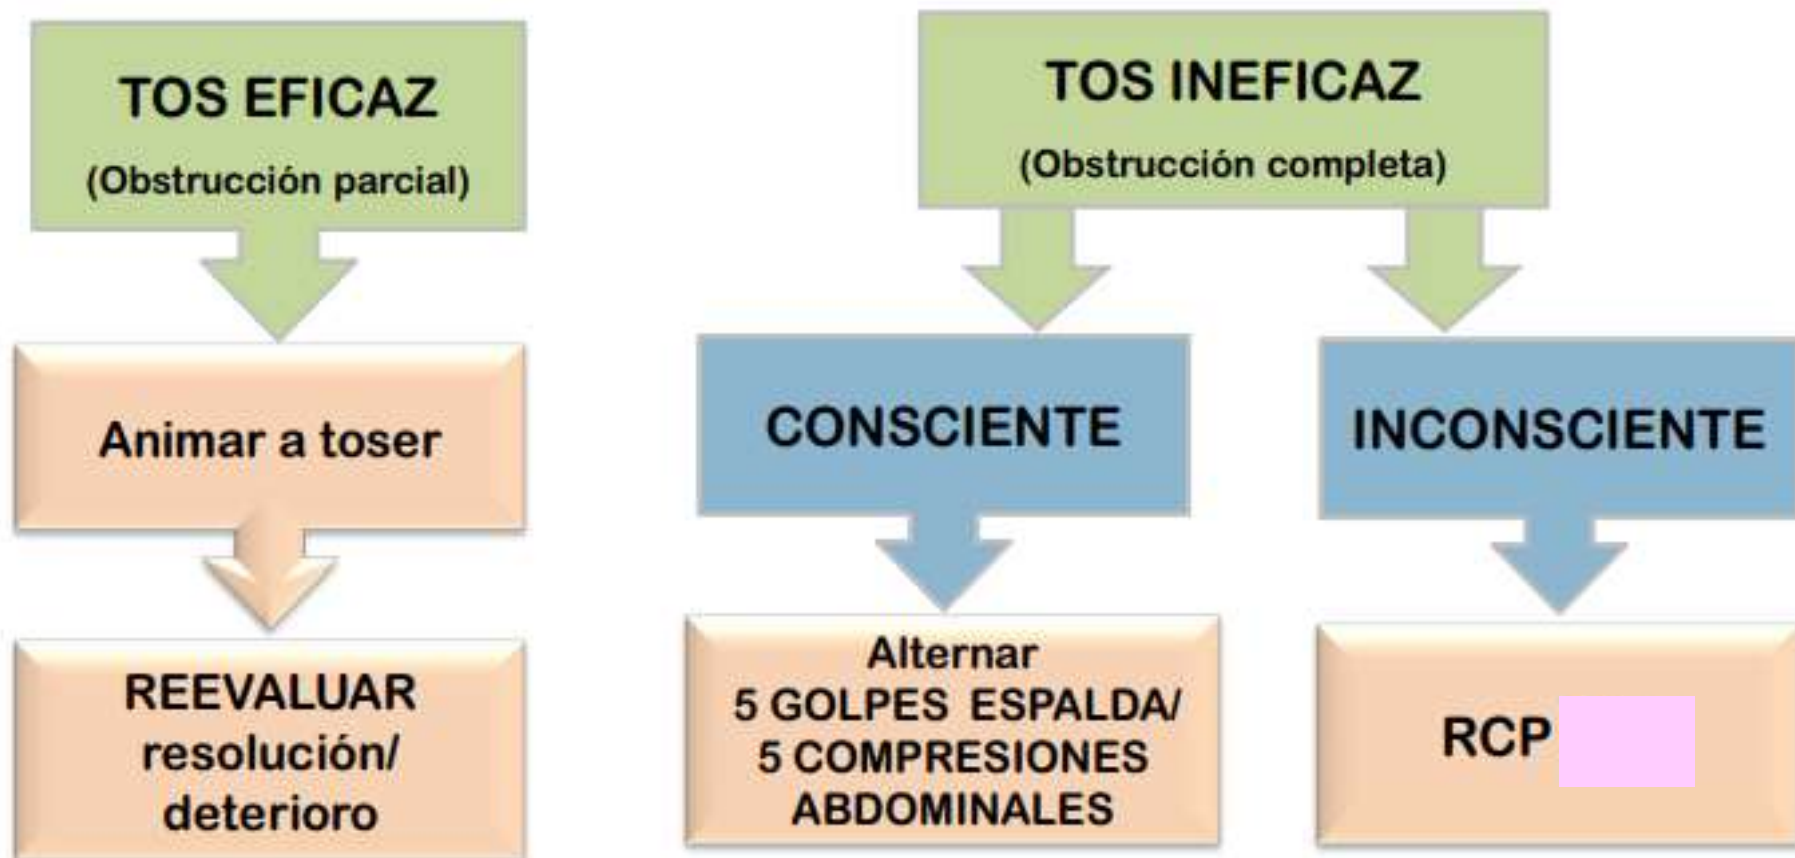 TOS EFICAZ
(Obstrucción parcial)
Animar a toser
REEVALUAR
resolución/
deterioro
TOS INEFICAZ
(Obstrucción completa)
CONSCIENTE
Alternar
5 GOLPES ESPALDA/
5 COMPRESIONES
ABDOMINALES
INCONSCIENTE
RCP